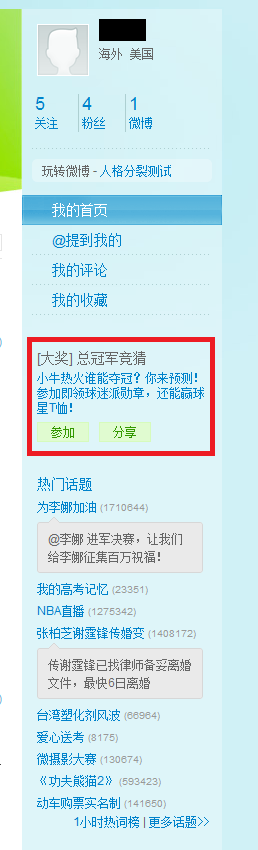 海外 美国
5 4 1
关注 粉丝 微博
玩转微博 - 人格分裂测试
我的首页
@提到我的
我的评论
我的收藏
[大奖] 总冠军竞猜
小牛热火谁能夺冠？你来预测！
参加即领球迷派勋章，还能赢球
星T恤！
参加 分享
热门话题
为李娜加油 (1710644)
@李娜 进军决赛，让我们
给李娜征集百万祝福！
我的高考记忆 (23351)
NBA直播 (1275342)
张柏芝谢霆锋传婚变 (1408172)
传谢霆锋已找律师备妥离婚
文件，最快6日离婚
台湾塑化剂风波 (66964)
爱心送考 (8175)
微摄影大赛 (130674)
《功夫熊猫2》 (593423)
动车购票实名制 (141650)
1小时热词榜 | 更多话题>>